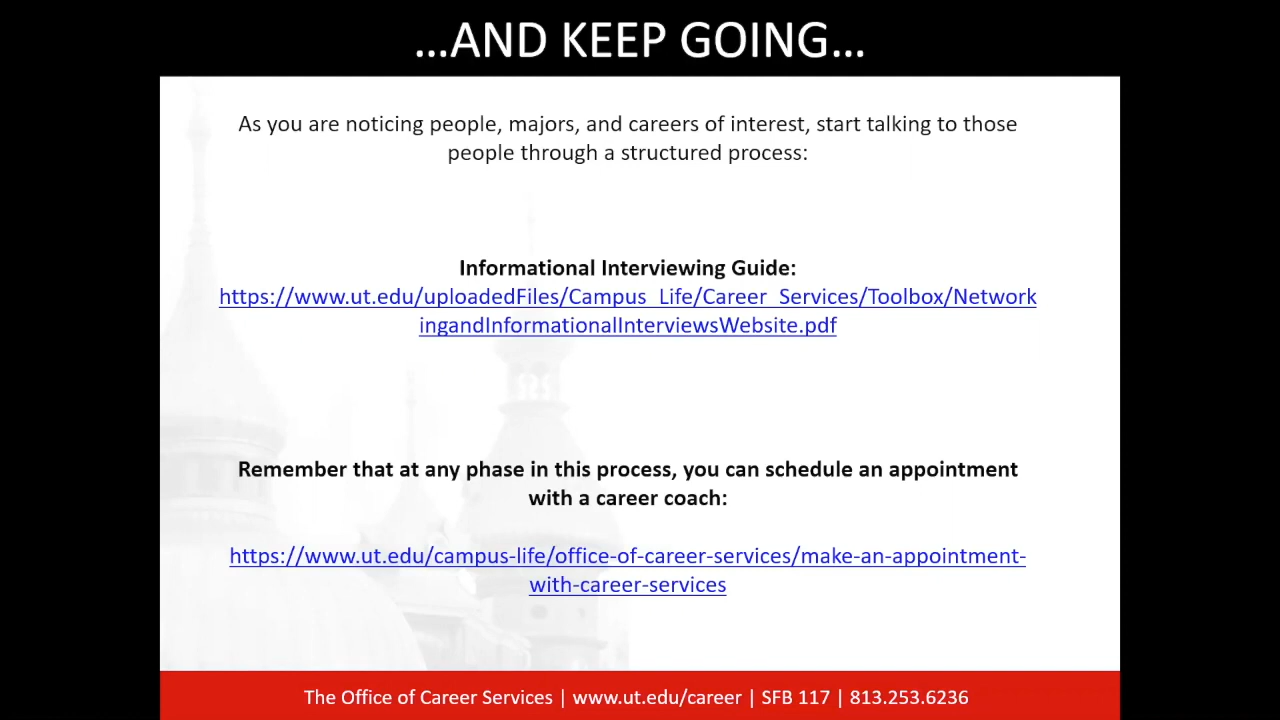 ...AND KEEP GOING...
As you are noticing people, majors, and careers of interest, start talking to those
people through a structured process:
Informational Interviewing Guide:
https://www.ut.edu/uploadedFiles/Campus_Life/Career_Services/Toolbox/Network
ingandInformationalInterviewsWebsite.pdf
Remember that at any phase in this process, you can schedule an appointment
with a career coach:
https://www.ut.edu/campus-life/office-of-career-services/make-an-appointment-
with-career-services
The Office of Career Services | www.ut.edu/career | SFB 117 | 813.253.6236